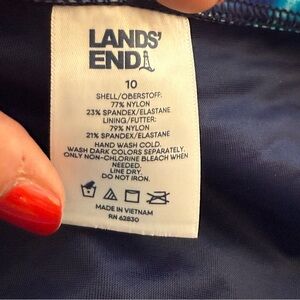 LANDS'
END
10
SHELL/OBERSTOFF:
77% NYLON
23% SPANDEX/ELASTANE
LINING/FUTTER:
79% NYLON
21% SPANDEX/ELASTANE
HAND WASH COLD.
WASH DARK COLORS SEPARATELY.
ONLY NON-CHLORINE BLEACH WHEN
NEEDED.
LINE DRY.
DO NOT IRON.
MADE IN VIETNAM
RN 62830